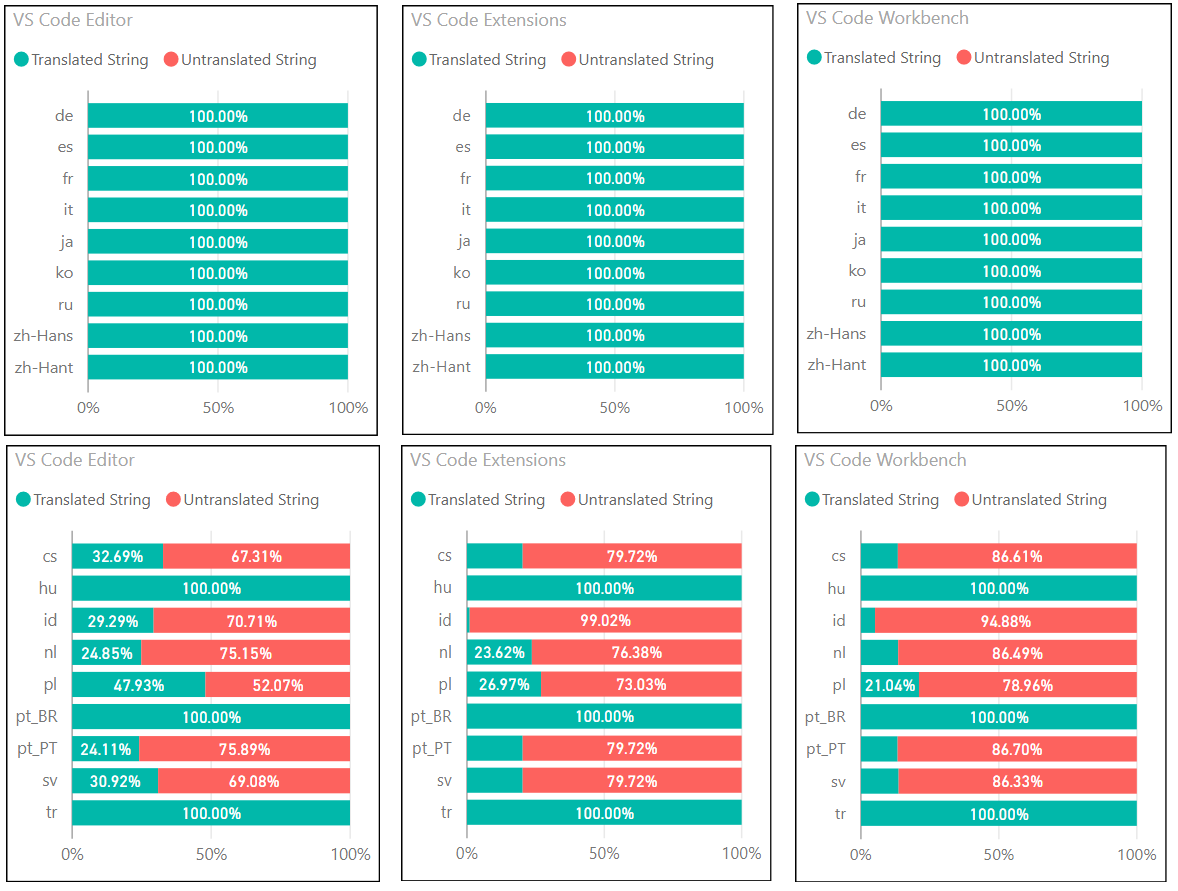 VS Code Editor
Translated String Untranslated String
de 100.00%
es 100.00%
fr 100.00%
it 100.00%
ja 100.00%
ko 100.00%
ru 100.00%
zh-Hans 100.00%
zh-Hant 100.00%
0% 50% 100%
VS Code Extensions
Translated String Untranslated String
de 100.00%
es 100.00%
fr 100.00%
it 100.00%
ja 100.00%
ko 100.00%
ru 100.00%
zh-Hans 100.00%
zh-Hant 100.00%
0% 50% 100%
VS Code Workbench
Translated String Untranslated String
de 100.00%
es 100.00%
fr 100.00%
it 100.00%
ja 100.00%
ko 100.00%
ru 100.00%
zh-Hans 100.00%
zh-Hant 100.00%
0% 50% 100%
VS Code Editor
Translated String Untranslated String
cs 32.69% 67.31%
hu 100.00%
id 29.29% 70.71%
nl 24.85% 75.15%
pl 47.93% 52.07%
pt_BR 100.00%
pt_PT 24.11% 75.89%
sv 30.92% 69.08%
tr 100.00%
0% 50% 100%
VS Code Extensions
Translated String Untranslated String
cs 79.72%
hu 100.00%
id 99.02%
nl 23.62% 76.38%
pl 26.97% 73.03%
pt_BR 100.00%
pt_PT 79.72%
sv 79.72%
tr 100.00%
0% 50% 100%
VS Code Workbench
Translated String Untranslated String
cs 86.61%
hu 100.00%
id 94.88%
nl 86.49%
pl 21.04% 78.96%
pt_BR 100.00%
pt_PT 86.70%
sv 86.33%
tr 100.00%
0% 50% 100%